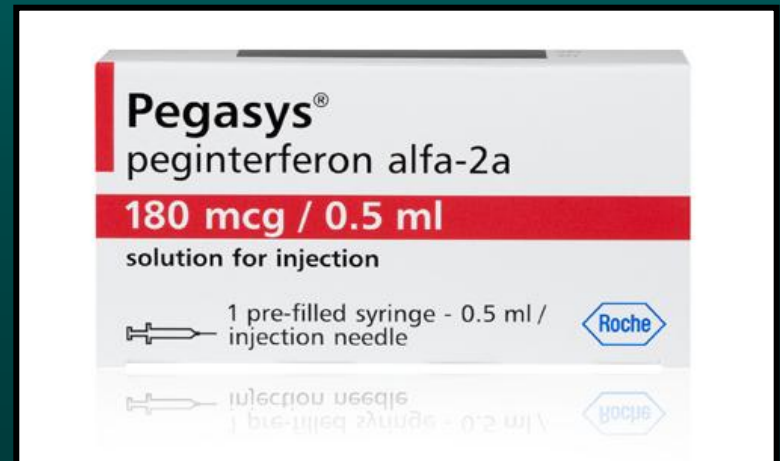 Pegasys®
peginterferon alfa-2a
180 mcg / 0.5 ml
solution for injection
1 pre-filled syringe - 0.5 ml /
injection needle
Roche